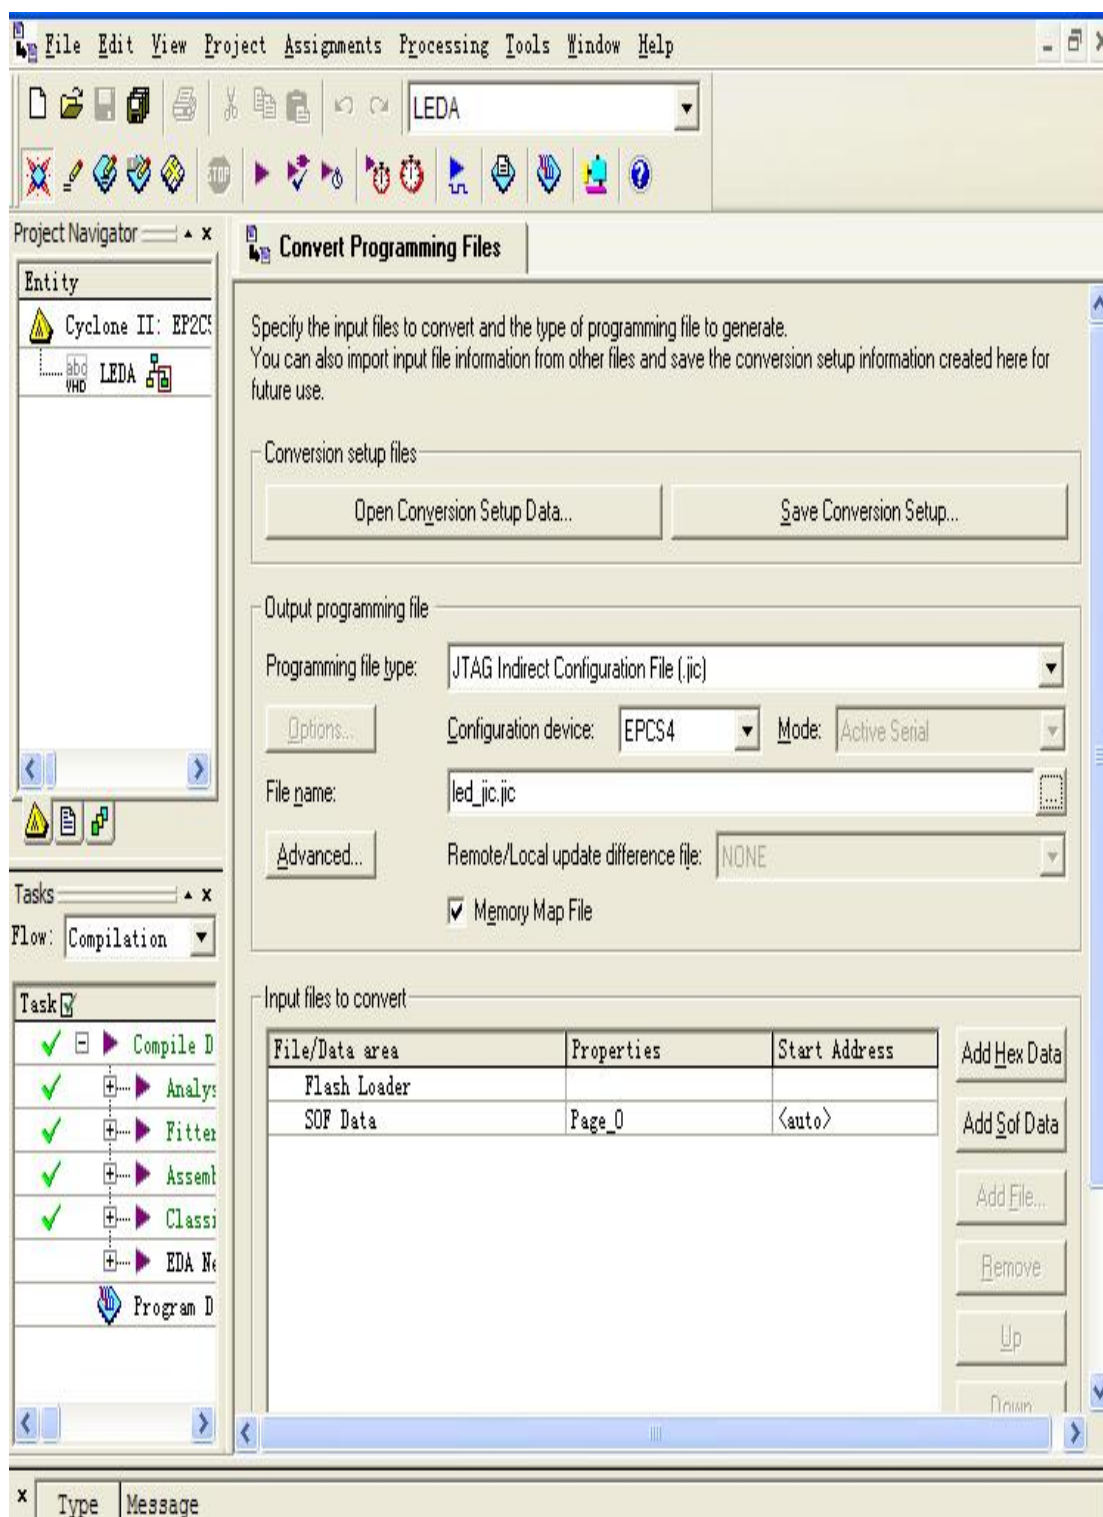 File Edit View Project Assignments Processing Tools Window Help
LEDA
STOP
Project Navigator
Convert Programming Files
Entity
Cyclone II: EP2C5
abc
VHD
LEDA
Specify the input files to convert and the type of programming file to generate.
You can also import input file information from other files and save the conversion setup information created here for
future use.
Conversion setup files
Open Conversion Setup Data... Save Conversion Setup...
Output programming file
Programming file type: JTAG Indirect Configuration File (.jic)
Options... Configuration device: EPCS4 Mode: Active Serial
File name: led_jic.jic ...
Advanced... Remote/Local update difference file: NONE
Memory Map File
Tasks
Flow: Compilation
Task
Compile D
Analys
Fitter
Assemb
Classi
EDA Ne
Program D
Input files to convert
File/Data area Properties Start Address
Flash Loader
SOF Data Page_0 <auto>
Add Hex Data
Add Sof Data
Add File...
Remove
Up
Down
x Type Message